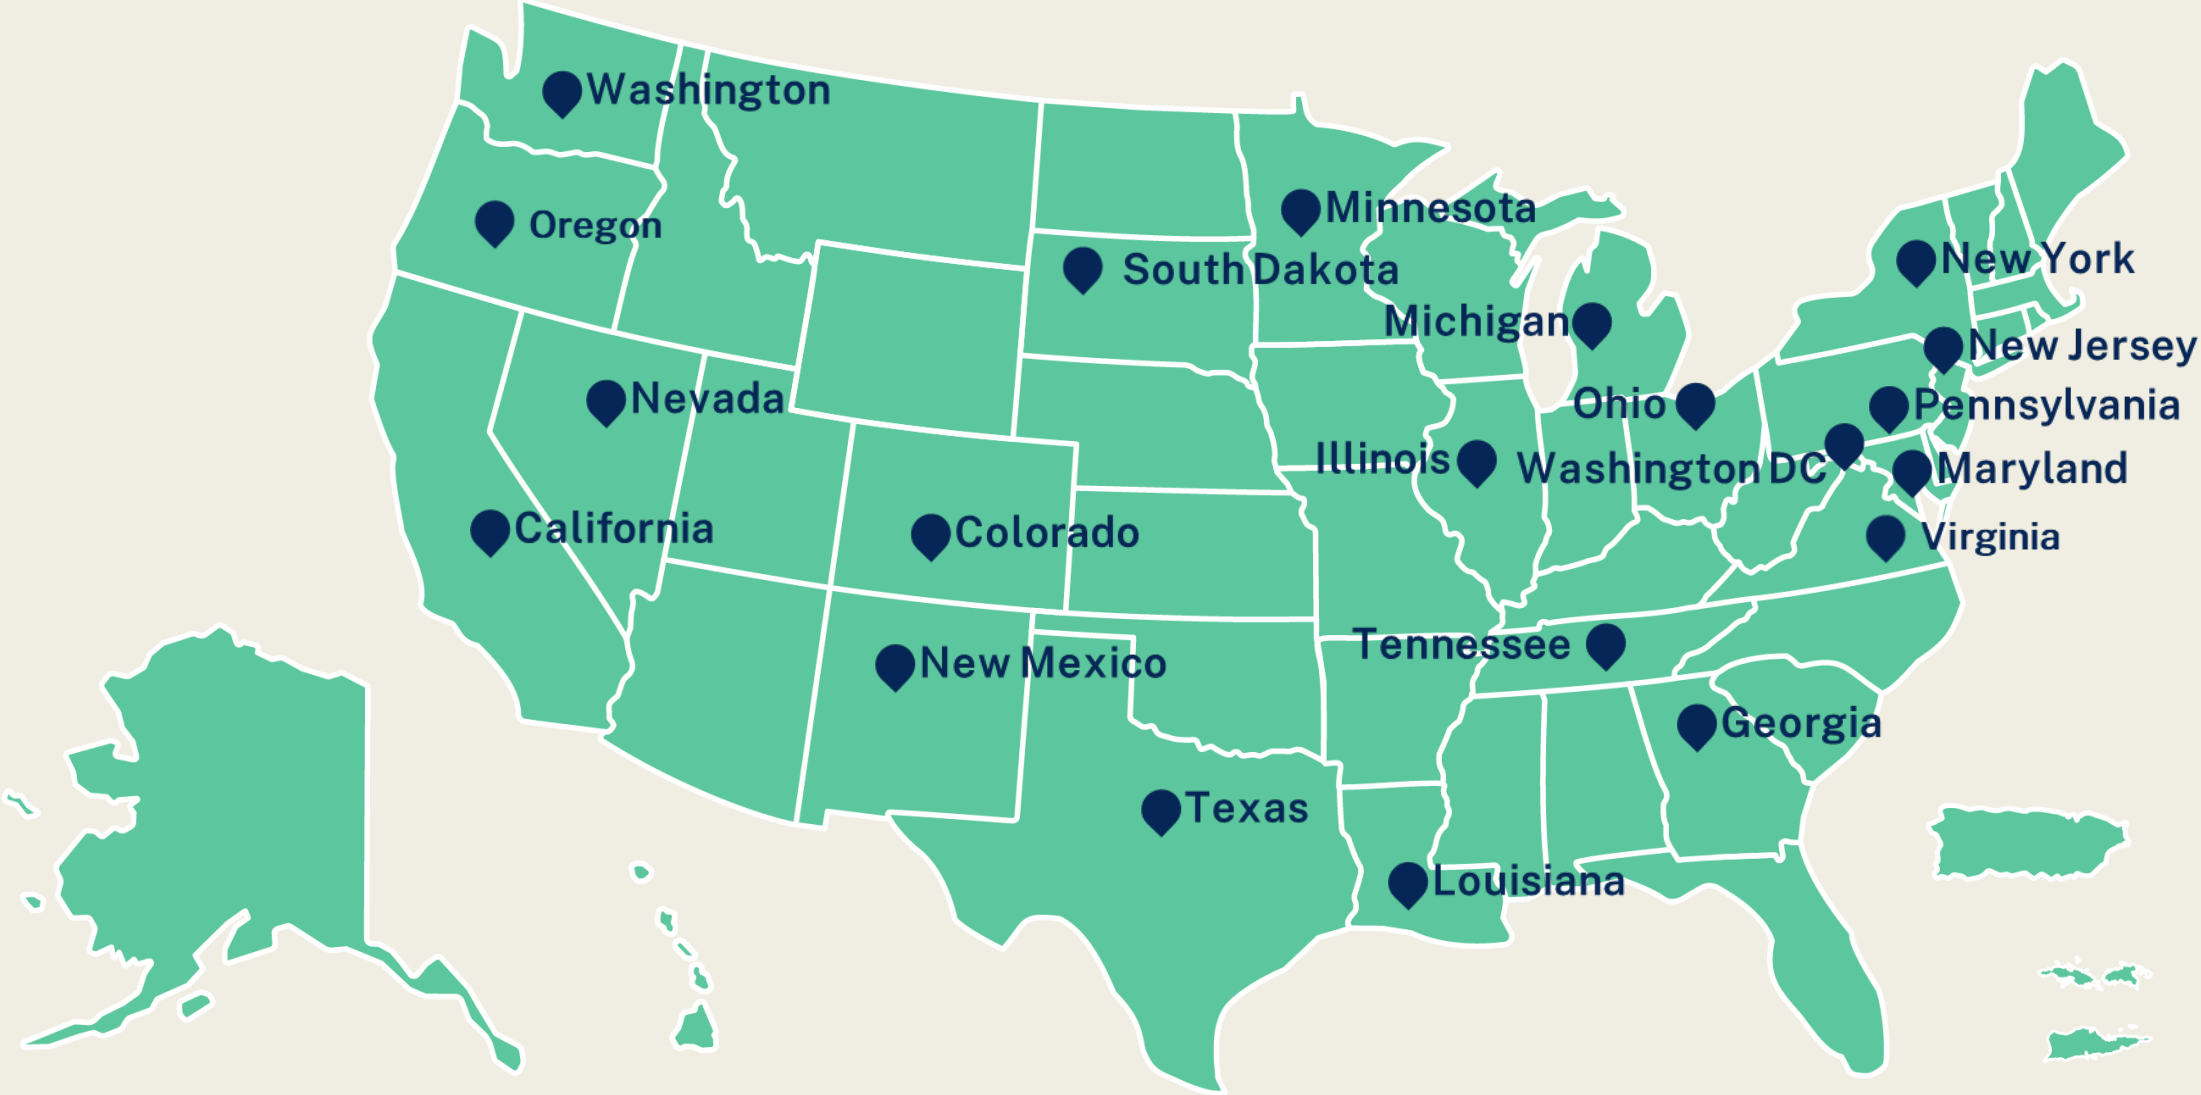 Washington
Oregon
Minnesota
South Dakota
New York
Michigan
New Jersey
Nevada
Ohio
Pennsylvania
Illinois
Washington DC
Maryland
California
Colorado
Virginia
Tennessee
New Mexico
Georgia
Texas
Louisiana